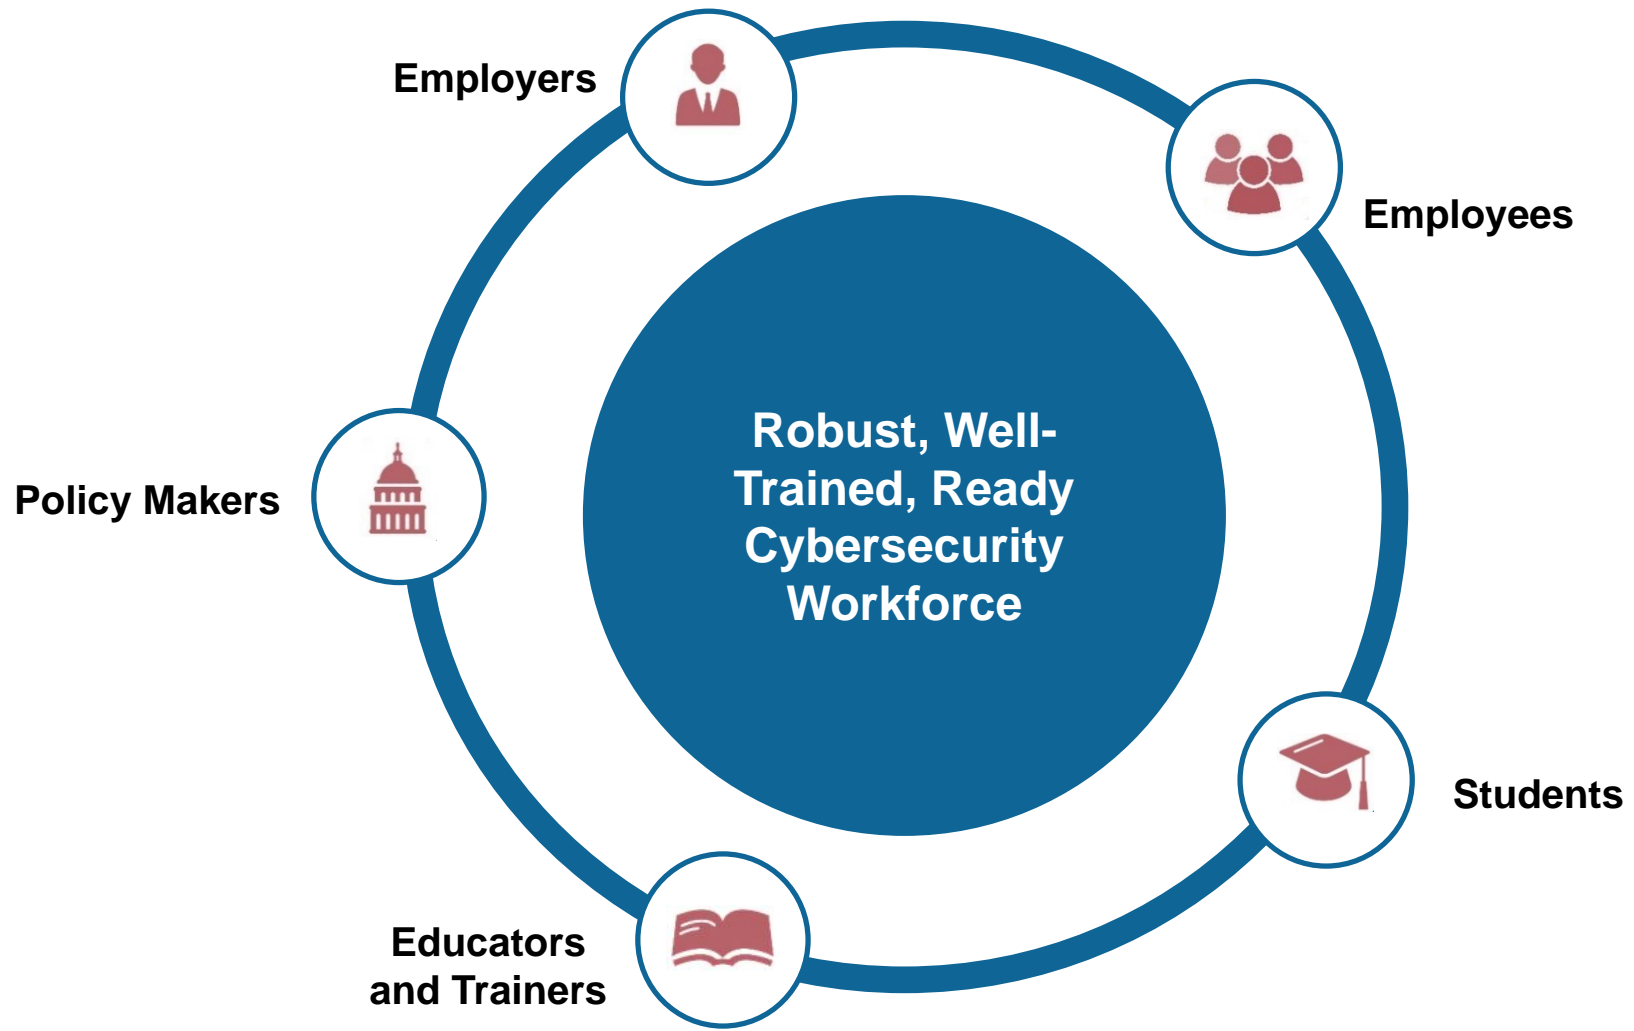 Employers
Employees
Robust, Well-
Trained, Ready
Cybersecurity
Workforce
Policy Makers
Students
Educators
and Trainers